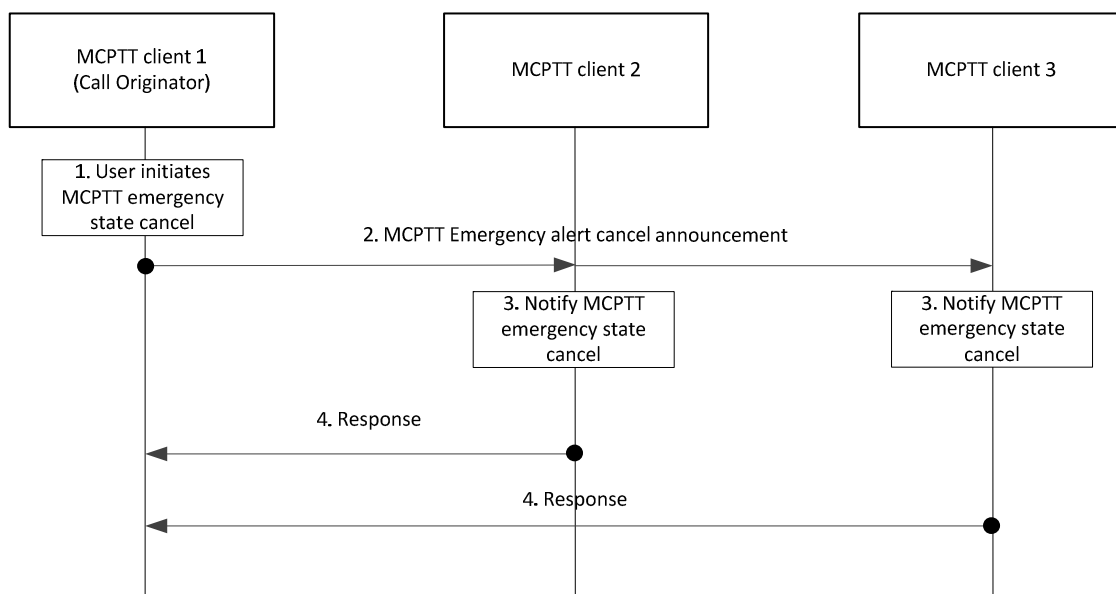 MCPTT client 1
(Call Originator)
MCPTT client 2
MCPTT client 3
1. User initiates
MCPTT emergency
state cancel
2. MCPTT Emergency alert cancel announcement
3. Notify MCPTT
emergency state
cancel
3. Notify MCPTT
emergency state
cancel
4. Response
4. Response